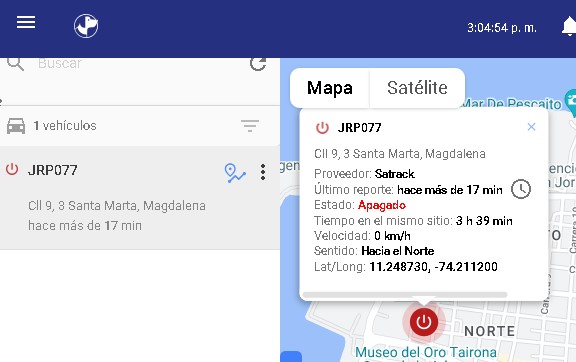 3:04:54 p. m.
Buscar
1 vehículos
JRP077
Cll 9, 3 Santa Marta, Magdalena
hace más de 17 min
Mapa
Satélite
Mar De Pescaíto
JRP077
Cll 9, 3 Santa Marta, Magdalena
Proveedor: Satrack
Último reporte: hace más de 17 min
Estado: Apagado
Tiempo en el mismo sitio: 3 h 39 min
Velocidad: 0 km/h
Sentido: Hacia el Norte
Lat/Long: 11.248730, -74.211200
NORTE
Museo del Oro Tairona